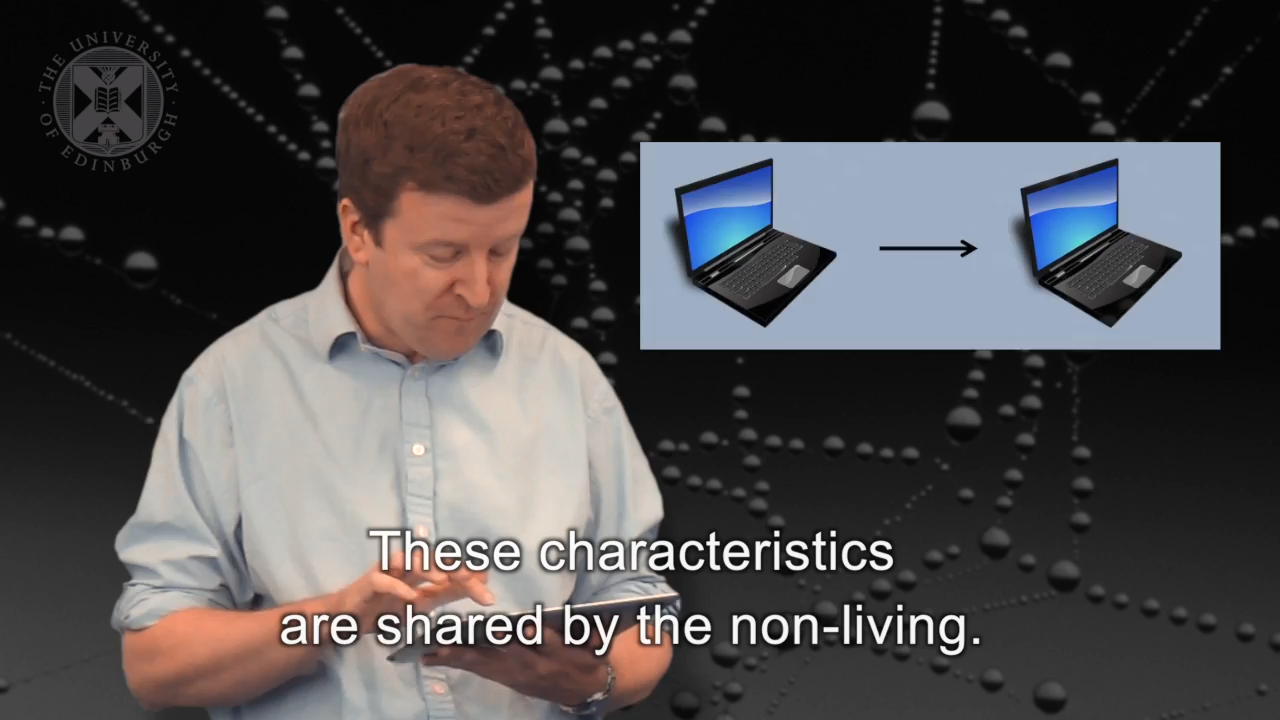 THE UNIVERSITY OF EDINBURGH
These characteristics
are shared by the non-living.